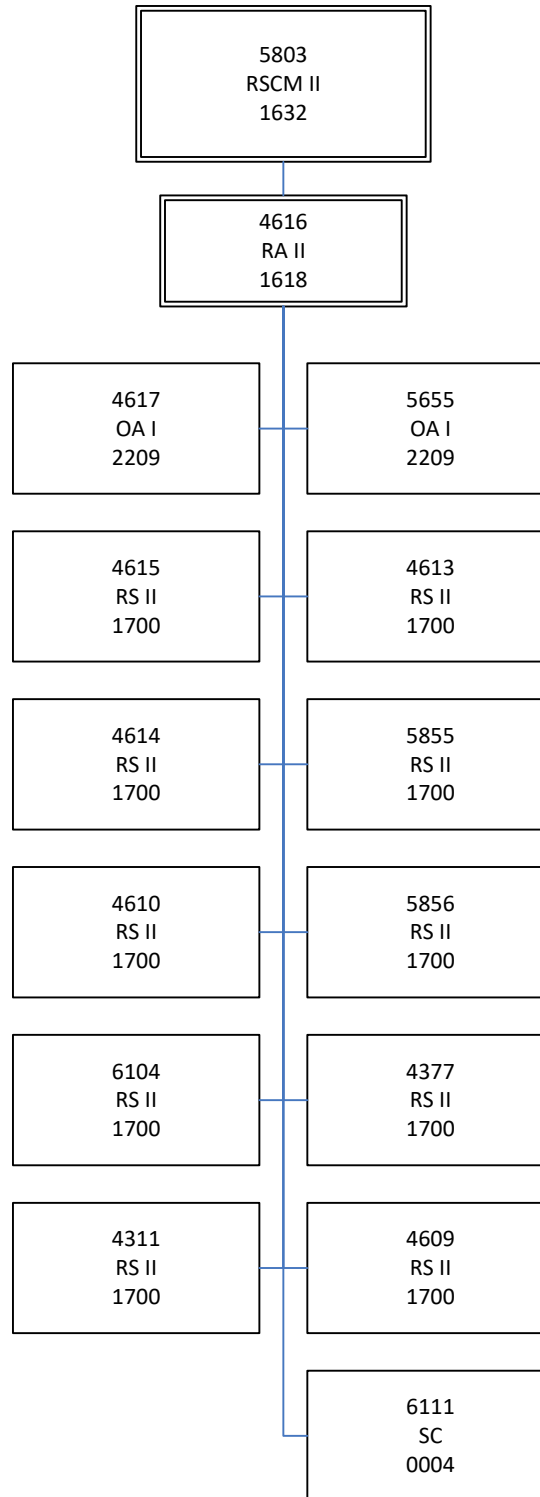 5803
RSCM II
1632
4616
RA II
1618
4617
OA I
2209
5655
OA I
2209
4615
RS II
1700
4613
RS II
1700
4614
RS II
1700
5855
RS II
1700
4610
RS II
1700
5856
RS II
1700
6104
RS II
1700
4377
RS II
1700
4311
RS II
1700
4609
RS II
1700
6111
SC
0004